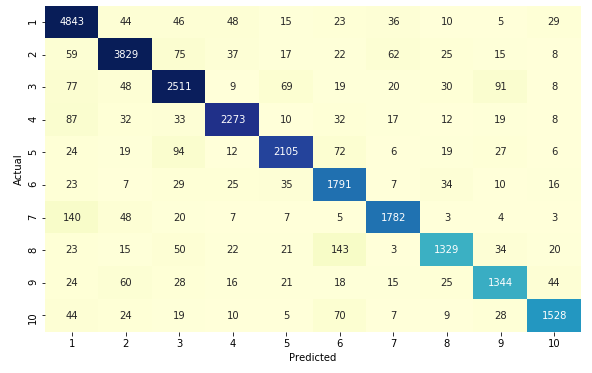 1 4843 44 46 48 15 23 36 10 5 29
2 59 3829 75 37 17 22 62 25 15 8
3 77 48 2511 9 69 19 20 30 91 8
4 87 32 33 2273 10 32 17 12 19 8
5 24 19 94 12 2105 72 6 19 27 6
Actual
6 23 7 29 25 35 1791 7 34 10 16
7 140 48 20 7 7 5 1782 3 4 3
8 23 15 50 22 21 143 3 1329 34 20
9 24 60 28 16 21 18 15 25 1344 44
10 44 24 19 10 5 70 7 9 28 1528
1 2 3 4 5 6 7 8 9 10
Predicted